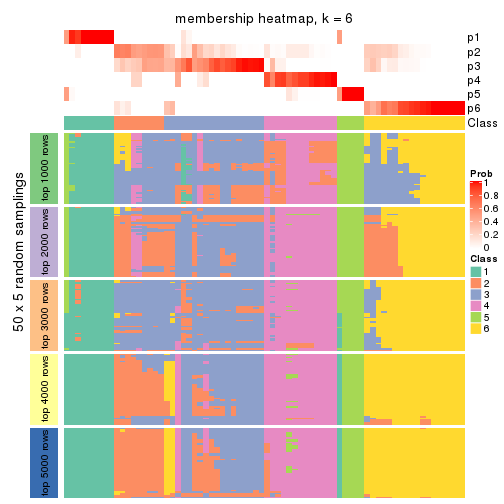 membership heatmap, k = 6
p1
p2
p3
p4
p5
p6
Class
50 x 5 random samplings
top 1000 rows
top 2000 rows
top 3000 rows
top 4000 rows
top 5000 rows
Prob
1
0.8
0.6
0.4
0.2
0
Class
1
2
3
4
5
6